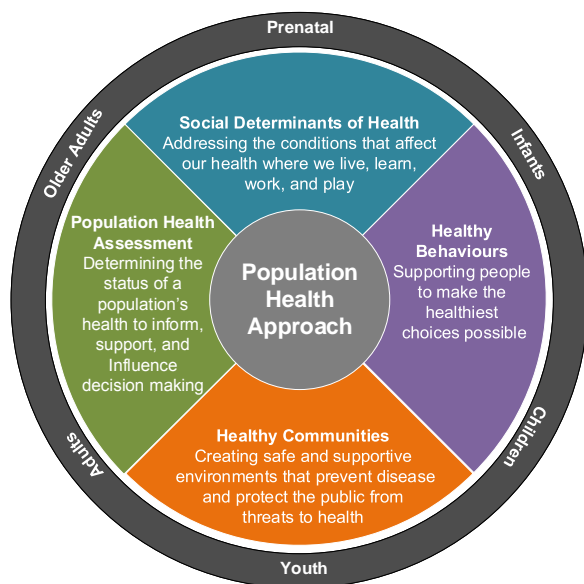 Prenatal
Social Determinants of Health
Addressing the conditions that affect
our health where we live, learn,
work, and play
Older Adults
Infants
Population Health
Assessment
Determining the
status of a
population's
health to inform,
support, and
Influence
decision making
Population
Health
Approach
Healthy
Behaviours
Supporting people
to make the
healthiest
choices possible
Healthy Communities
Creating safe and supportive
environments that prevent disease
and protect the public from
threats to health
Adults
Children
Youth